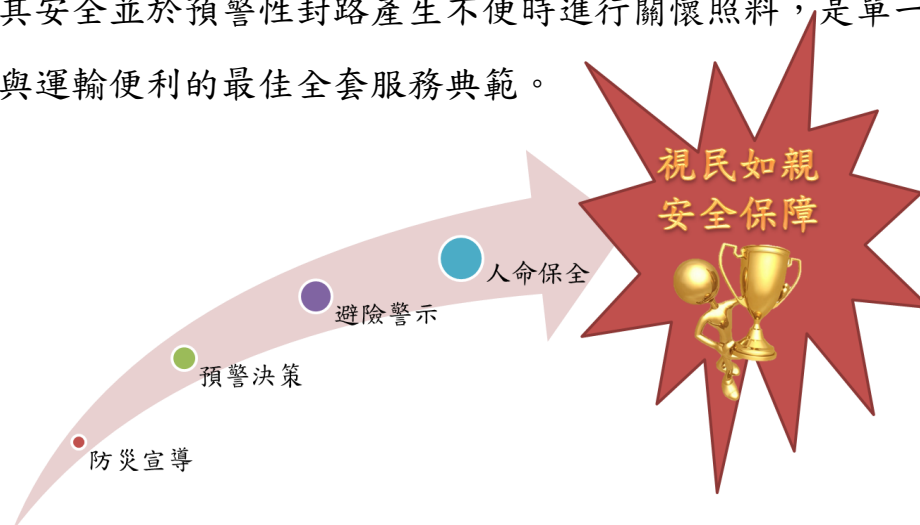 其安全並於預警性封路產生不便時進行關懷照料，是單一
與運輸便利的最佳全套服務典範。
視民如親
安全保障
人命保全
避險警示
預警決策
防災宣導